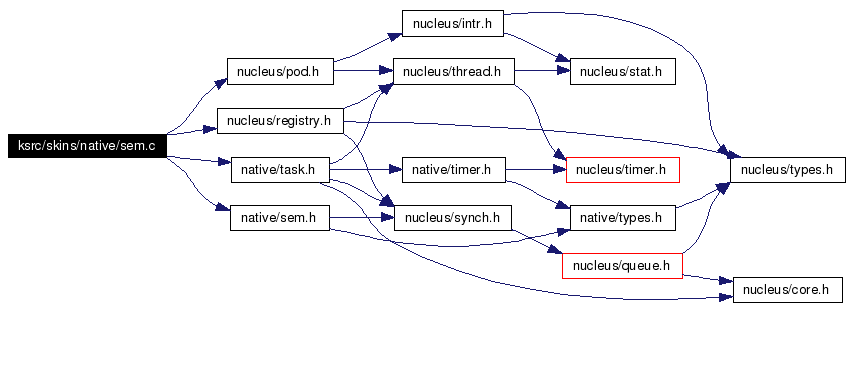 nucleus/intr.h
nucleus/pod.h
nucleus/thread.h
nucleus/stat.h
nucleus/registry.h
ksrc/skins/native/sem.c
native/task.h
native/timer.h
nucleus/timer.h
nucleus/types.h
native/sem.h
nucleus/synch.h
native/types.h
nucleus/queue.h
nucleus/core.h